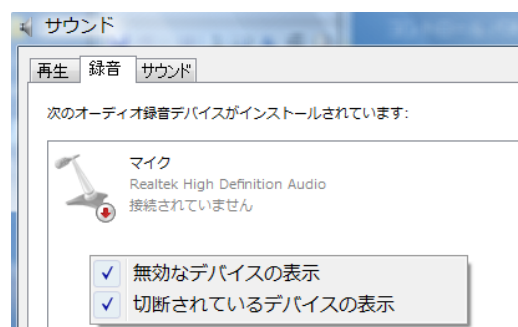 サウンド
再生 録音 サウンド
次のオーディオ録音デバイスがインストールされています:
マイク
Realtek High Definition Audio
接続されていません
無効なデバイスの表示
切断されているデバイスの表示